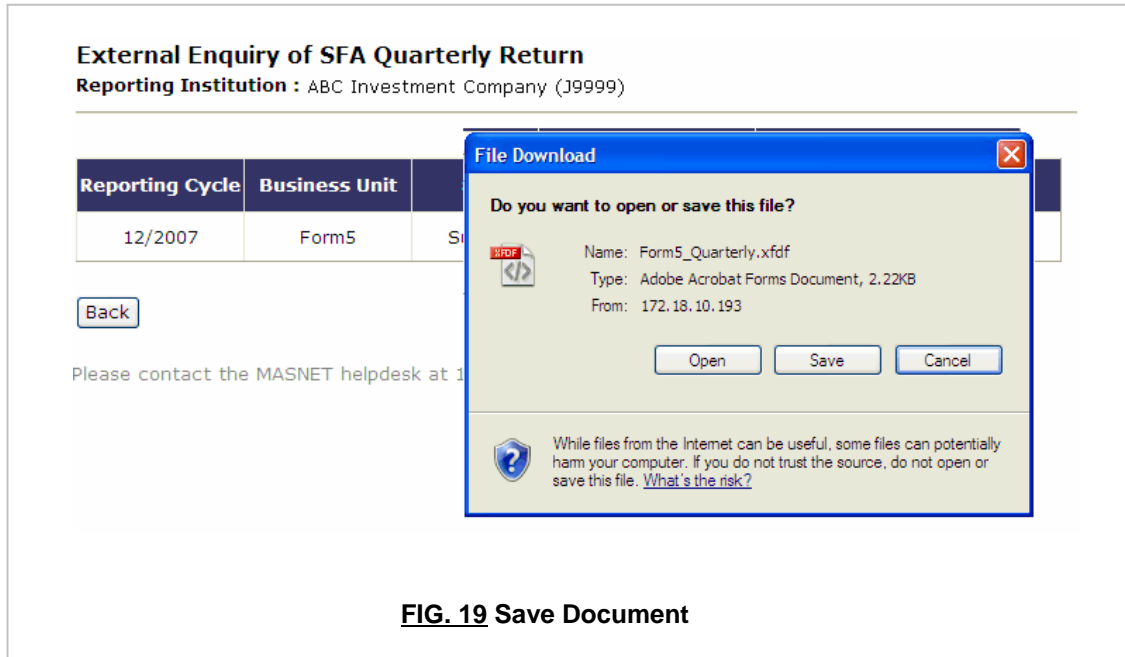 External Enquiry of SFA Quarterly Return
Reporting Institution : ABC Investment Company (J9999)
Reporting Cycle Business Unit
12/2007 Form5
Back
Please contact the MASNET helpdesk at
File Download
Do you want to open or save this file?
XFDF
Name: Form5_Quarterly.xfdf
Type: Adobe Acrobat Forms Document, 2.22KB
From: 172.18.10.193
Open Save Cancel
While files from the Internet can be useful, some files can potentially
harm your computer. If you do not trust the source, do not open or
save this file. What's the risk?
FIG. 19 Save Document